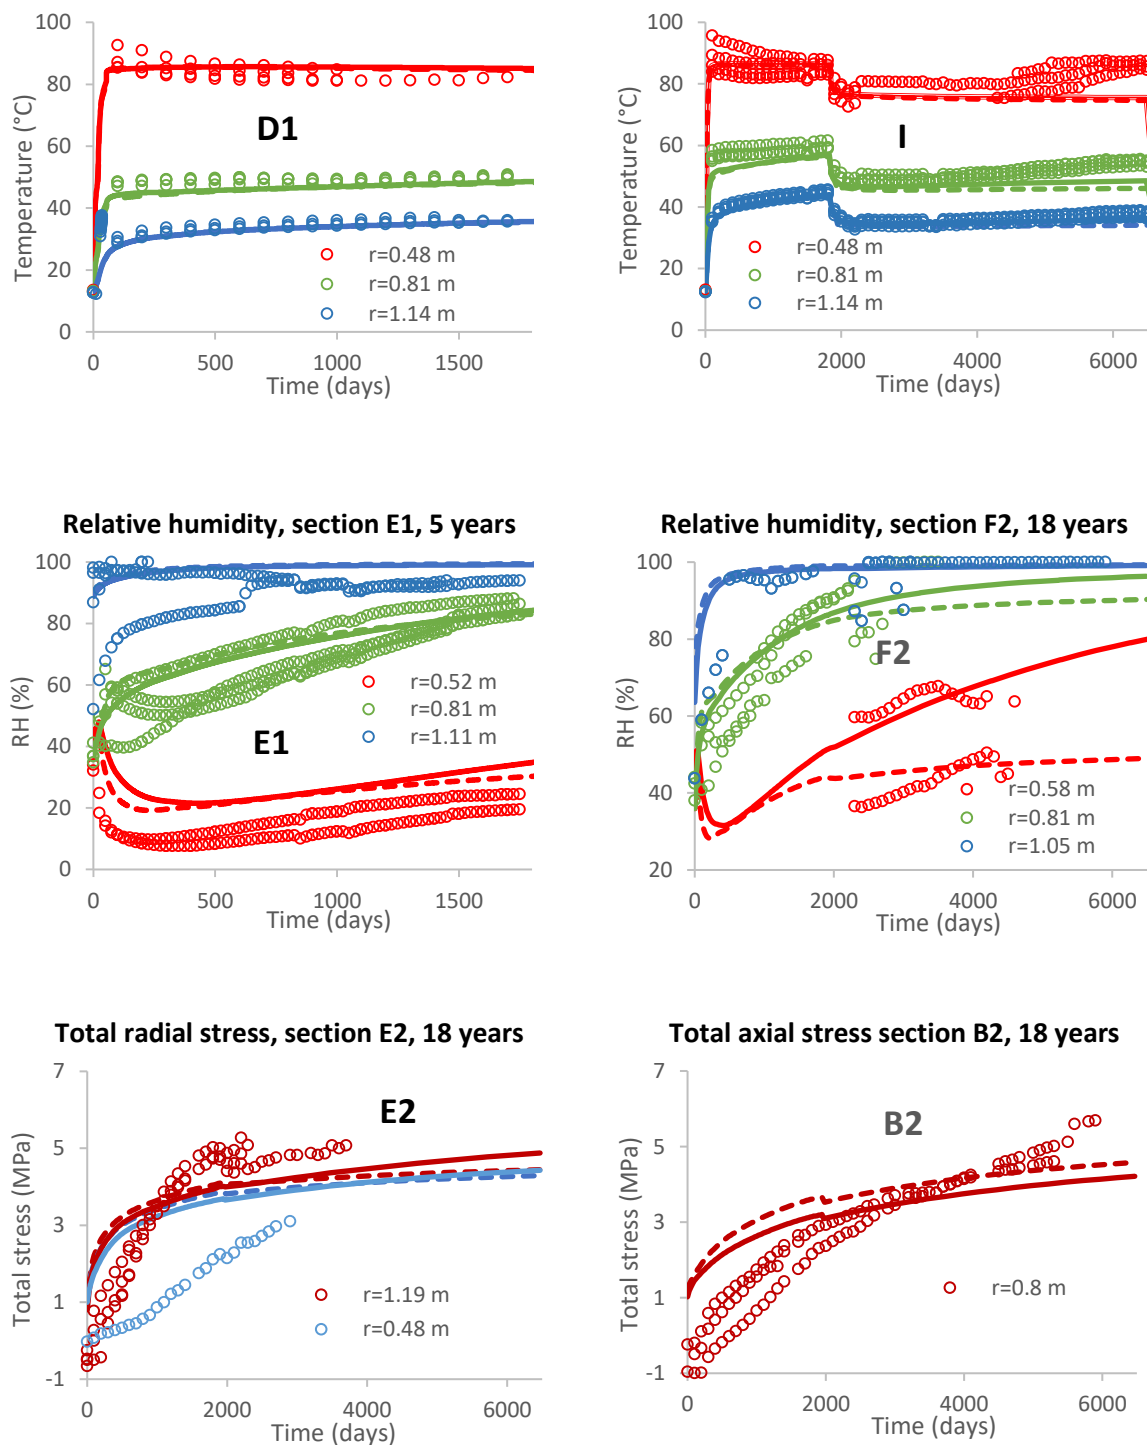 100
80
60
40
20
0
Temperature (°C)
D1
r=0.48 m
r=0.81 m
r=1.14 m
0 500 1000 1500
Time (days)
100
80
60
40
20
0
Temperature (°C)
I
r=0.48 m
r=0.81 m
r=1.14 m
0 2000 4000 6000
Time (days)
Relative humidity, section E1, 5 years
100
80
60
40
20
0
RH (%)
E1
r=0.52 m
r=0.81 m
r=1.11 m
0 500 1000 1500
Time (days)
Relative humidity, section F2, 18 years
100
80
60
40
20
RH (%)
F2
r=0.58 m
r=0.81 m
r=1.05 m
0 2000 4000 6000
Time (days)
Total radial stress, section E2, 18 years
7
5
3
1
-1
Total stress (MPa)
E2
r=1.19 m
r=0.48 m
0 2000 4000 6000
Time (days)
Total axial stress section B2, 18 years
7
5
3
1
-1
Total stress (MPa)
B2
r=0.8 m
0 2000 4000 6000
Time (days)